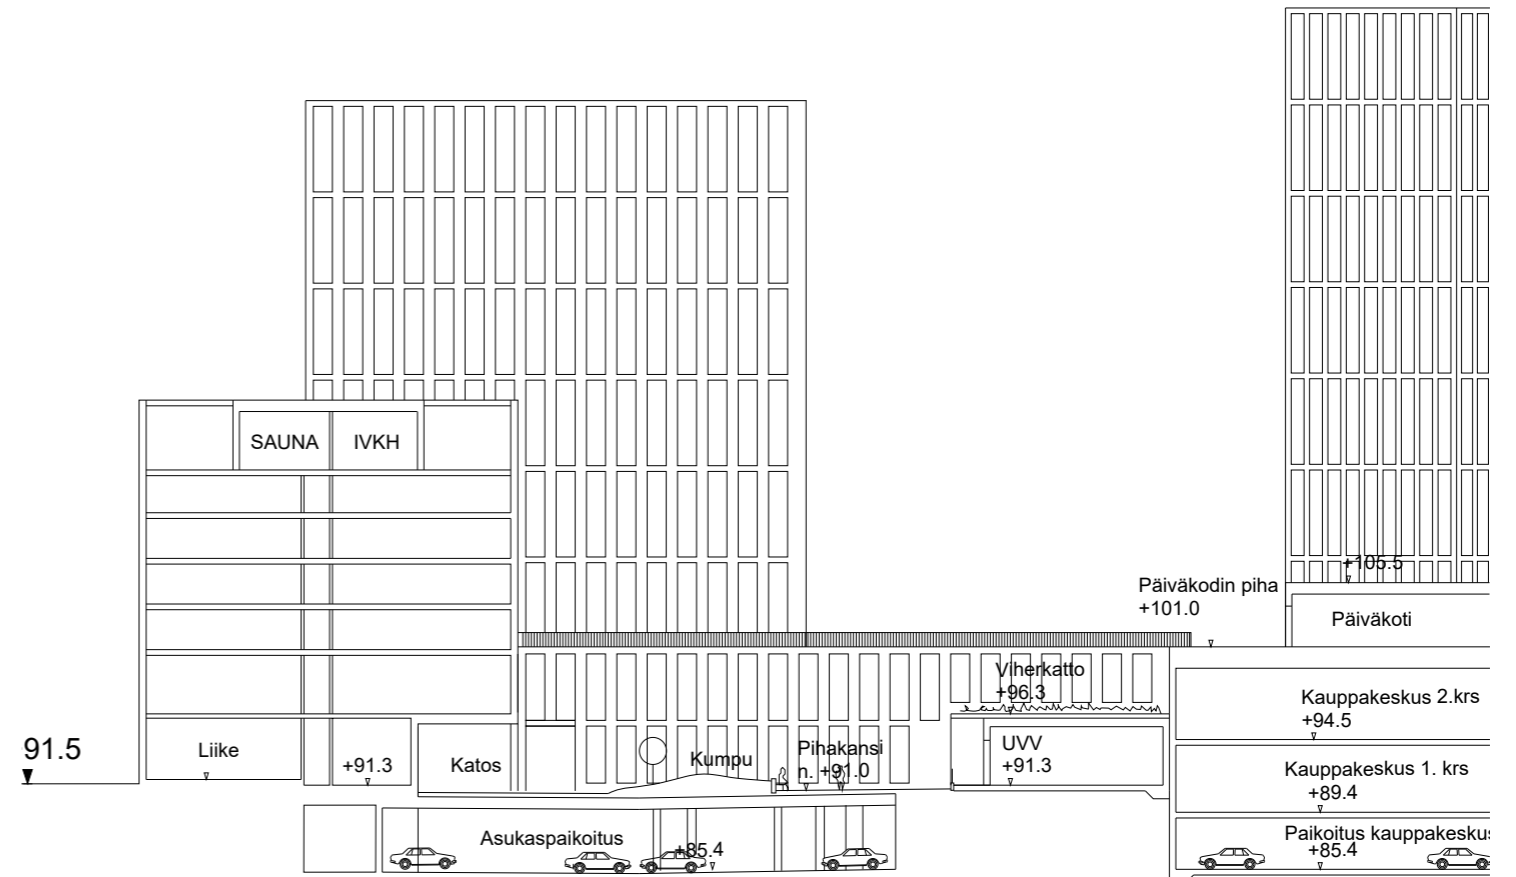 SAUNA IVKH
+105.5
Päiväkodin piha
+101.0
Päiväkoti
Viherkatto
+96.3
Kauppakeskus 2.krs
+94.5
91.5
Liike
+91.3
Katos
Kumpu
Pihakansi
n. +91.0
UVV
+91.3
Kauppakeskus 1. krs
+89.4
Asukaspaikoitus
+85.4
Paikoitus kauppakeskus
+85.4